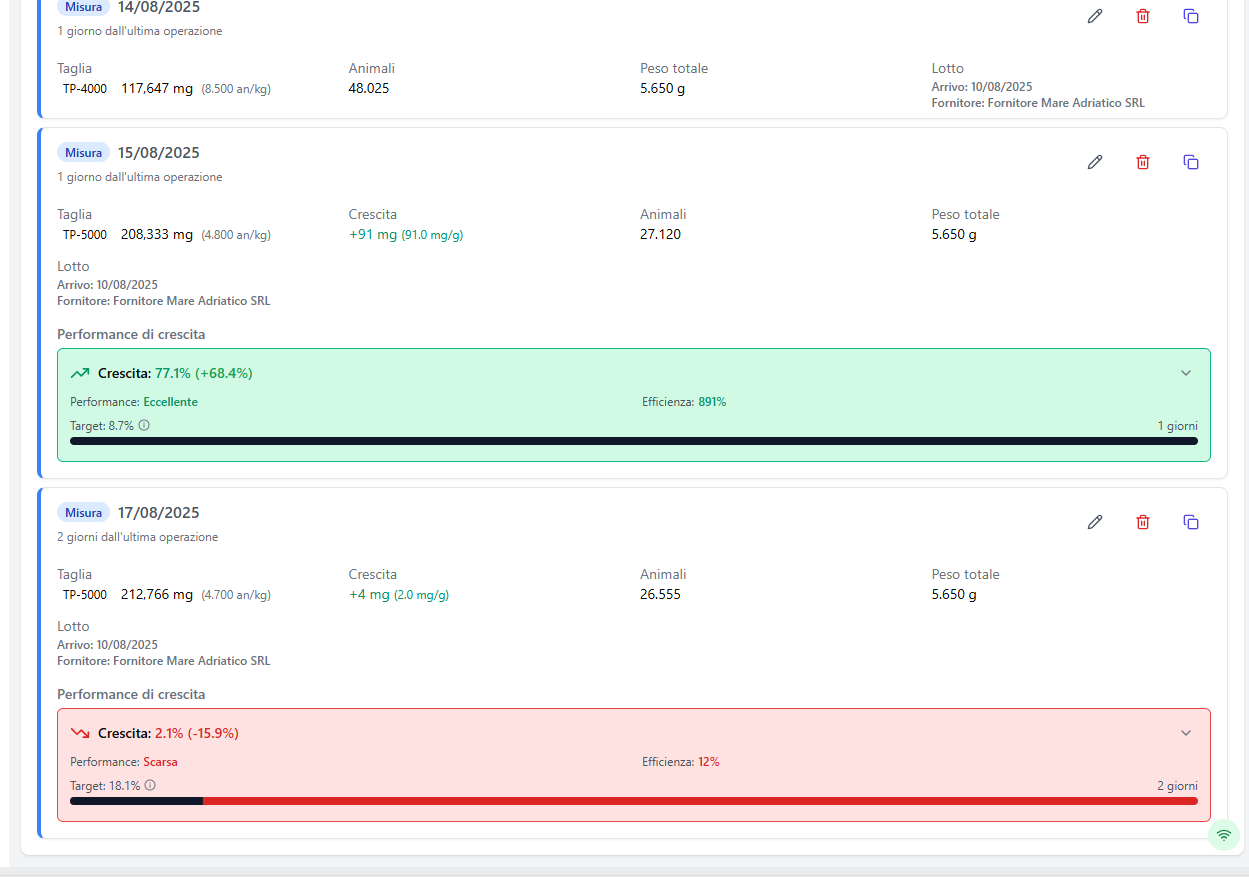 Misura 14/08/2025
1 giorno dall'ultima operazione
Taglia Animali Peso totale Lotto
TP-4000 117,647 mg (8.500 an/kg) 48.025 5.650 g Arrivo: 10/08/2025
Fornitore: Fornitore Mare Adriatico SRL
Misura 15/08/2025
1 giorno dall'ultima operazione
Taglia Crescita Animali Peso totale
TP-5000 208,333 mg (4.800 an/kg) +91 mg (91.0 mg/g) 27.120 5.650 g
Lotto
Arrivo: 10/08/2025
Fornitore: Fornitore Mare Adriatico SRL
Performance di crescita
Crescita: 77.1% (+68.4%)
Performance: Eccellente Efficienza: 891%
Target: 8.7% 1 giorni
Misura 17/08/2025
2 giorni dall'ultima operazione
Taglia Crescita Animali Peso totale
TP-5000 212,766 mg (4.700 an/kg) +4 mg (2.0 mg/g) 26.555 5.650 g
Lotto
Arrivo: 10/08/2025
Fornitore: Fornitore Mare Adriatico SRL
Performance di crescita
Crescita: 2.1% (-15.9%)
Performance: Scarsa Efficienza: 12%
Target: 18.1% 2 giorni